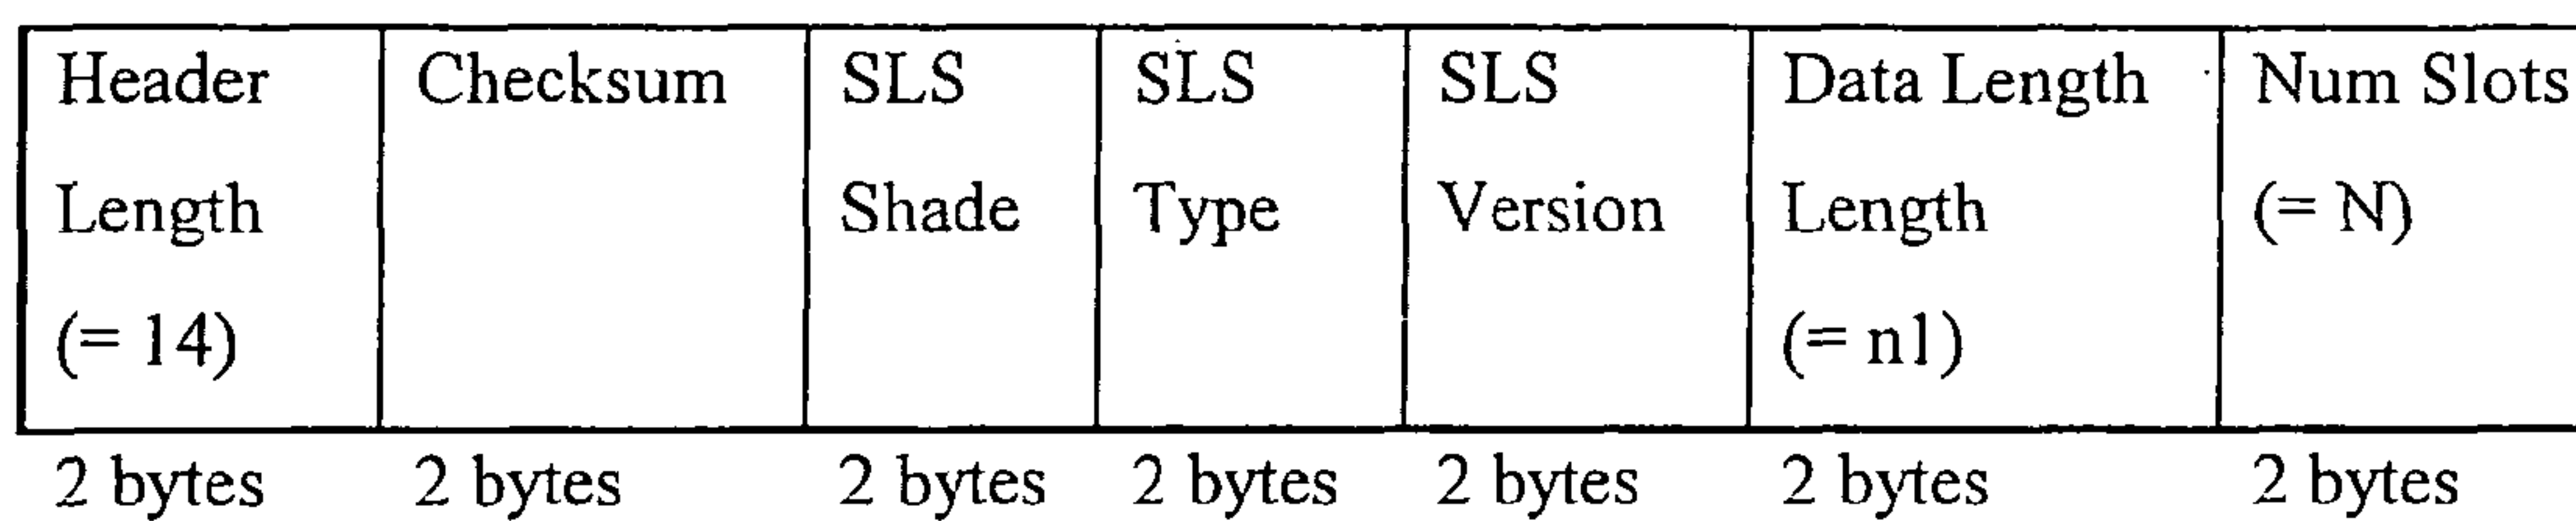 Header Checksum SLS SLS SLS Data Length Num Slots
Length Shade Type Version Length (= N)
(= 14) (= n1)
2 bytes 2 bytes 2 bytes 2 bytes 2 bytes 2 bytes 2 bytes